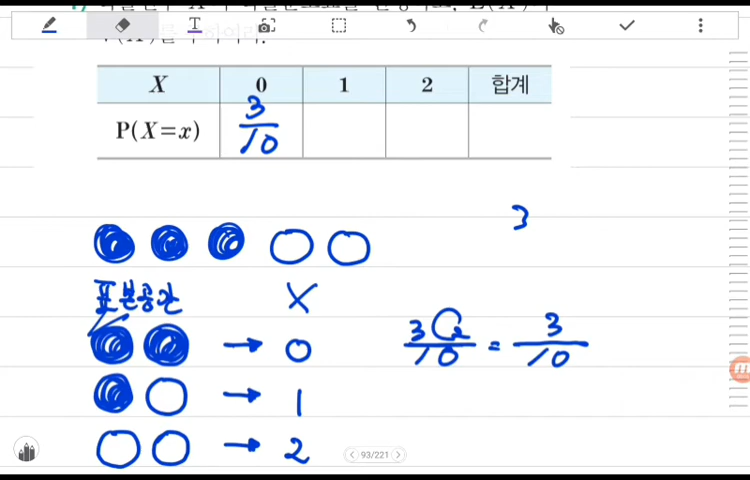 T
X 0 1 2 합계
P(X=x) 3/10
3
표본공간 X
→ 0 3C2/10 = 3/10
→ 1
→ 2
93/221